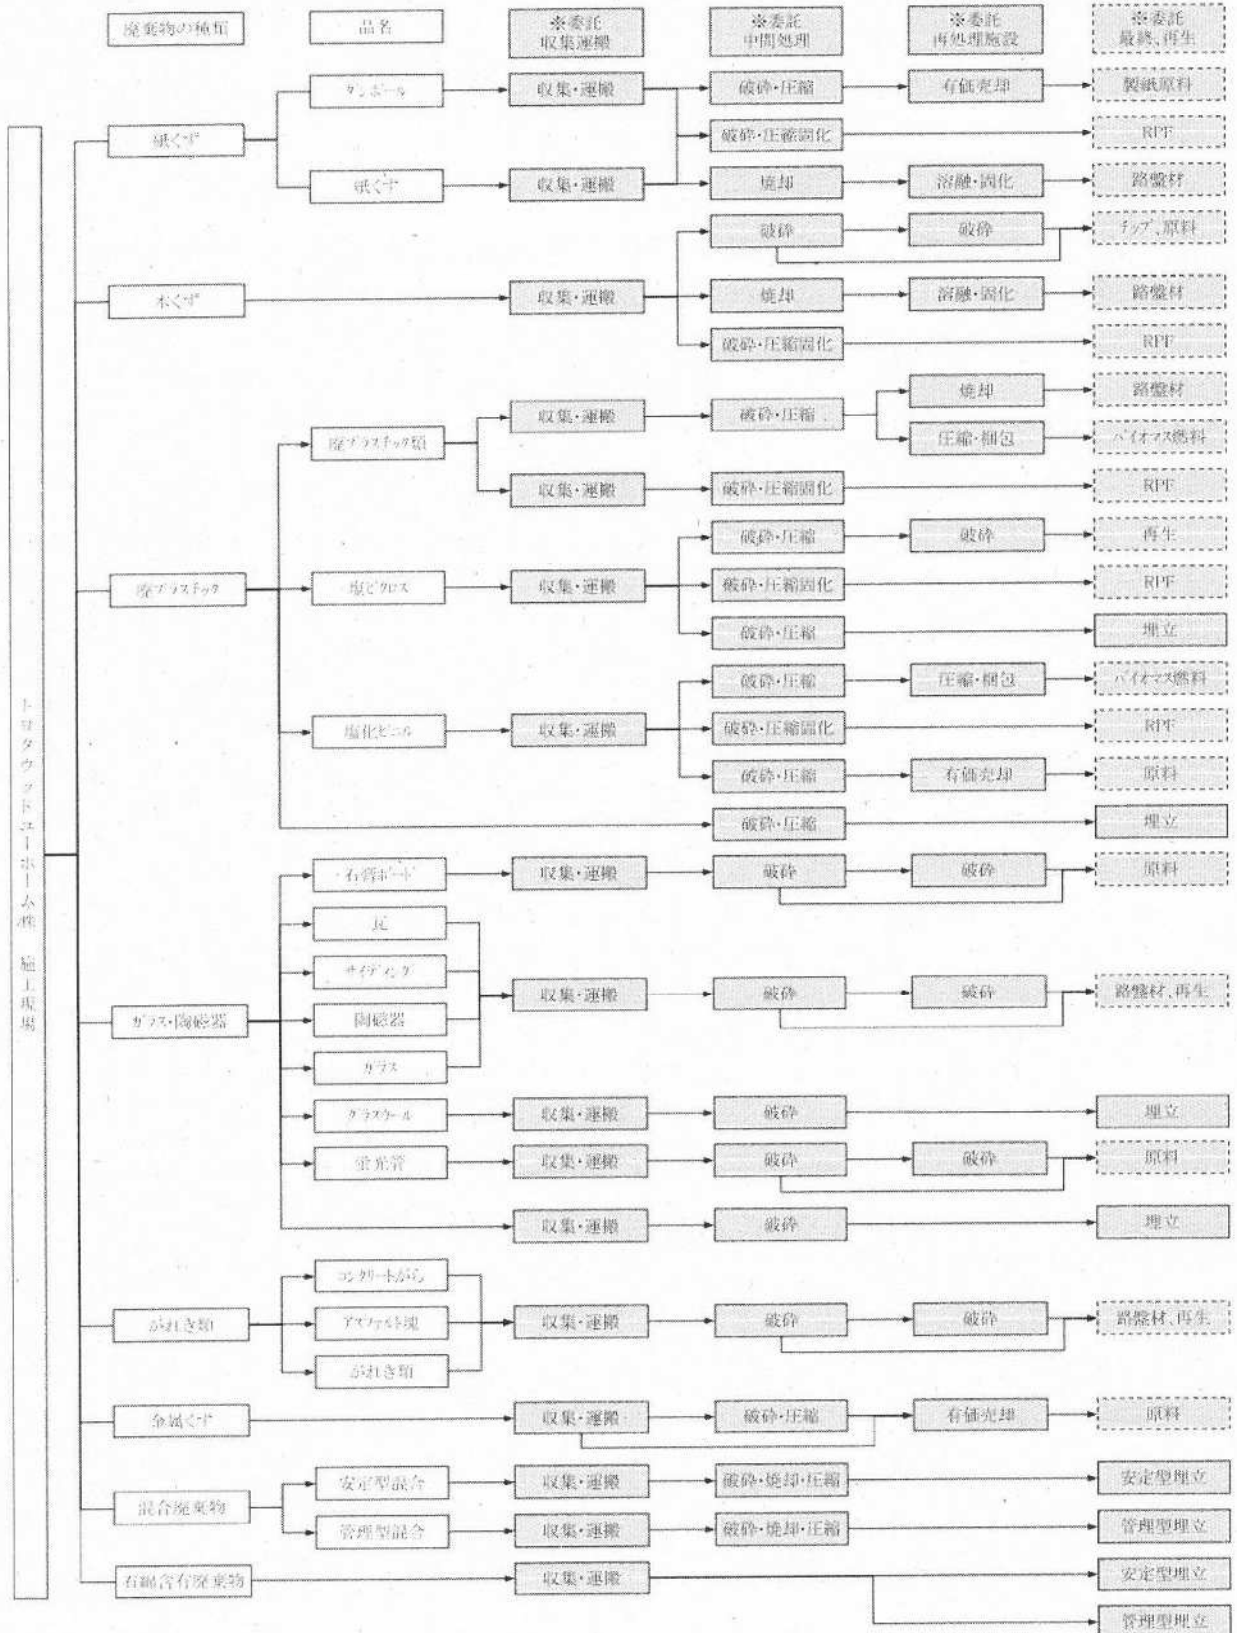 廃棄物の種類
品名
※委託
収集運搬
※委託
中間処理
※委託
再処理施設
※委託
最終、再生
トヨタウッドユーホーム㈱ 施工現場
紙くず
ダンボール
収集・運搬
破砕・圧縮
有価売却
製紙原料
破砕・圧縮固化
RPF
紙くず
収集・運搬
焼却
溶融・固化
路盤材
木くず
収集・運搬
破砕
破砕
チップ、原料
焼却
溶融・固化
路盤材
破砕・圧縮固化
RPF
廃プラスチック
廃プラスチック類
収集・運搬
破砕・圧縮
焼却
路盤材
圧縮・梱包
バイオマス燃料
収集・運搬
破砕・圧縮固化
RPF
塩ビクロス
収集・運搬
破砕・圧縮
破砕
再生
破砕・圧縮固化
RPF
破砕・圧縮
埋立
塩化ビニル
収集・運搬
破砕・圧縮
圧縮・梱包
バイオマス燃料
破砕・圧縮固化
RPF
破砕・圧縮
有価売却
原料
破砕・圧縮
埋立
ガラス・陶磁器
石膏ボード
収集・運搬
破砕
破砕
原料
瓦
サイディング
陶磁器
ガラス
収集・運搬
破砕
破砕
路盤材、再生
グラスウール
収集・運搬
破砕
埋立
蛍光管
収集・運搬
破砕
破砕
原料
収集・運搬
破砕
埋立
がれき類
コンクリートがら
アスファルト塊
がれき類
収集・運搬
破砕
破砕
路盤材、再生
金属くず
収集・運搬
破砕・圧縮
有価売却
原料
混合廃棄物
安定型混合
収集・運搬
破砕・焼却・圧縮
安定型埋立
管理型混合
収集・運搬
破砕・焼却・圧縮
管理型埋立
石綿含有廃棄物
収集・運搬
安定型埋立
管理型埋立